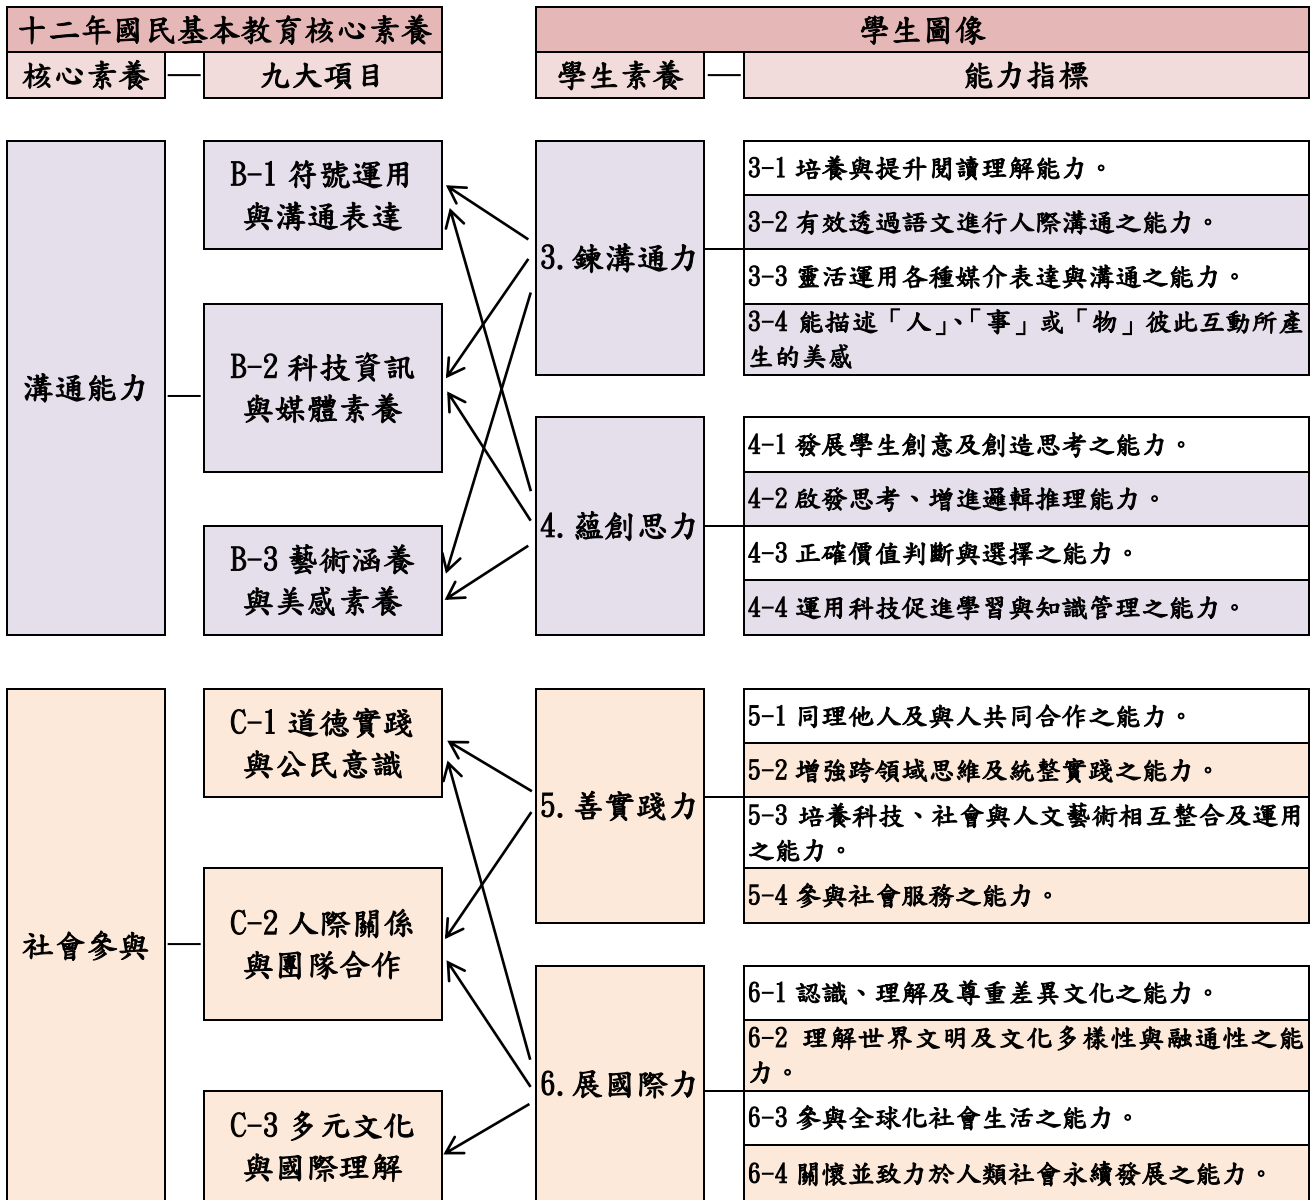 十二年國民基本教育核心素養
學生圖像
核心素養
九大項目
學生素養
能力指標
溝通能力
B-1 符號運用
與溝通表達
B-2 科技資訊
與媒體素養
B-3 藝術涵養
與美感素養
3.鍊溝通力
3-1 培養與提升閱讀理解能力。
3-2 有效透過語文進行人際溝通之能力。
3-3 靈活運用各種媒介表達與溝通之能力。
3-4 能描述「人」、「事」或「物」彼此互動所產
生的美感
4.蘊創思力
4-1 發展學生創意及創造思考之能力。
4-2 啟發思考、增進邏輯推理能力。
4-3 正確價值判斷與選擇之能力。
4-4 運用科技促進學習與知識管理之能力。
社會參與
C-1 道德實踐
與公民意識
C-2 人際關係
與團隊合作
C-3 多元文化
與國際理解
5.善實踐力
5-1 同理他人及與人共同合作之能力。
5-2 增強跨領域思維及統整實踐之能力。
5-3 培養科技、社會與人文藝術相互整合及運用
之能力。
5-4 參與社會服務之能力。
6.展國際力
6-1 認識、理解及尊重差異文化之能力。
6-2 理解世界文明及文化多樣性與融通性之能
力。
6-3 參與全球化社會生活之能力。
6-4 關懷並致力於人類社會永續發展之能力。